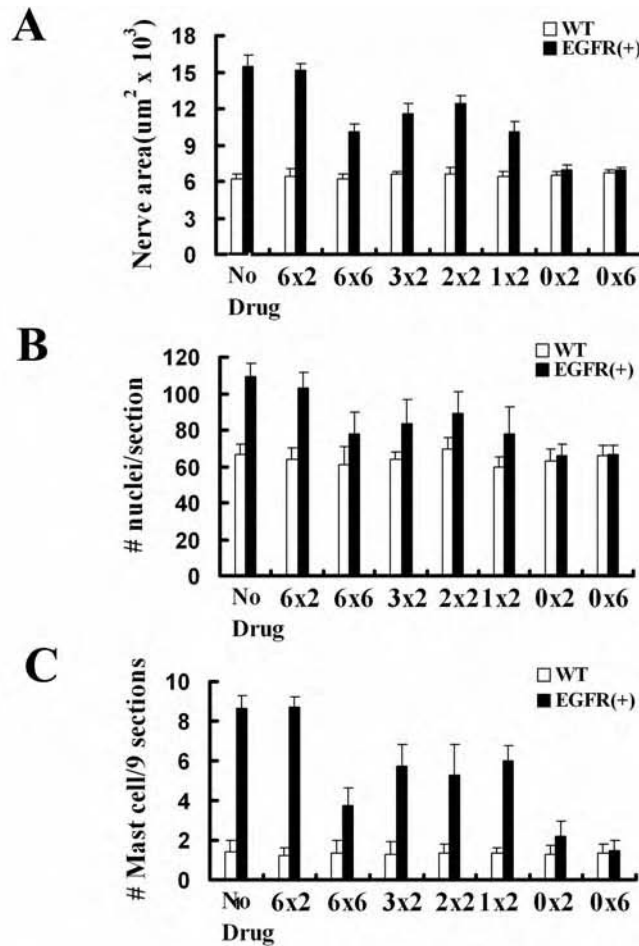 A
WT
EGFR(+)
Nerve area(um² x 10³)
18
15
12
9
6
3
0
No Drug 6x2 6x6 3x2 2x2 1x2 0x2 0x6
B
WT
EGFR(+)
# nuclei/section
120
100
80
60
40
20
0
No Drug 6x2 6x6 3x2 2x2 1x2 0x2 0x6
C
WT
EGFR(+)
# Mast cell/9 sections
10
8
6
4
2
0
No Drug 6x2 6x6 3x2 2x2 1x2 0x2 0x6